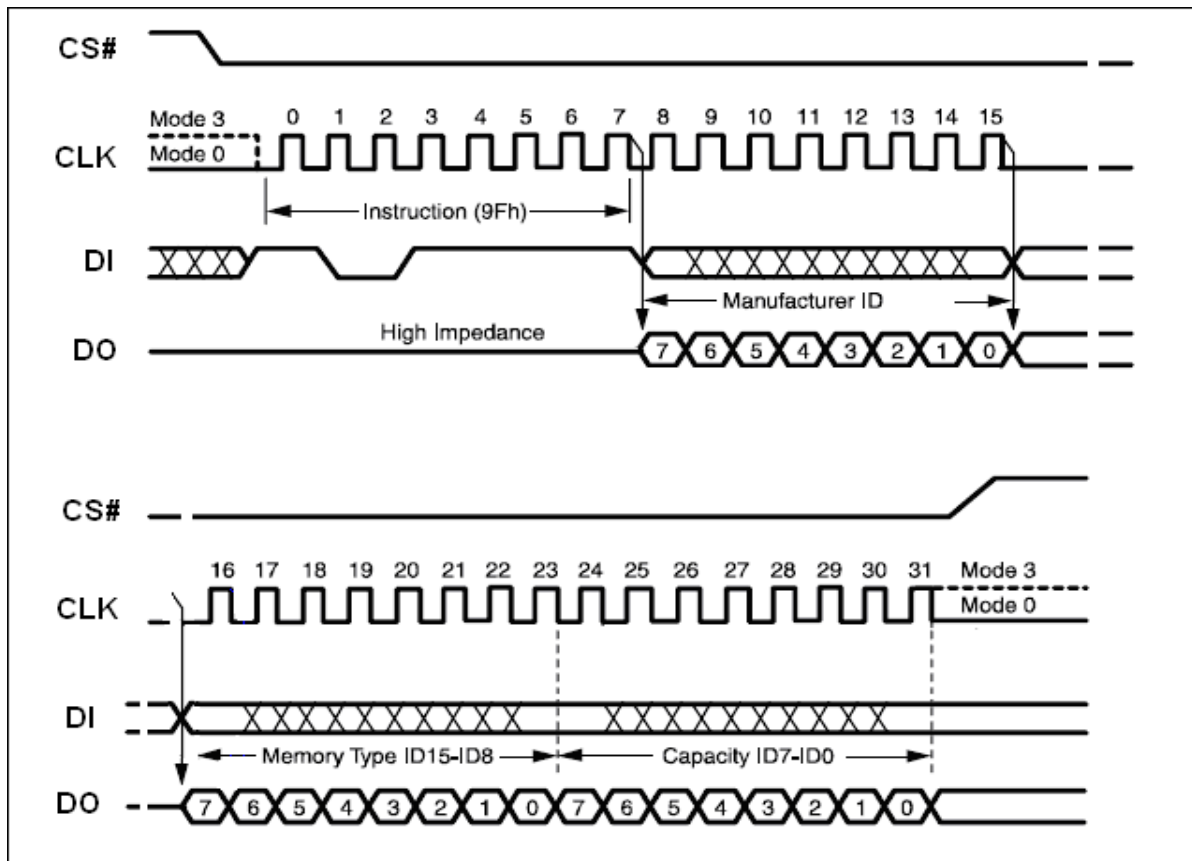 CS#
Mode 3
0 1 2 3 4 5 6 7 8 9 10 11 12 13 14 15
CLK
Mode 0
Instruction (9Fh)
DI
Manufacturer ID
High Impedance
DO
7 6 5 4 3 2 1 0
CS#
16 17 18 19 20 21 22 23 24 25 26 27 28 29 30 31
Mode 3
CLK
Mode 0
DI
Memory Type ID15-ID8
Capacity ID7-ID0
DO
7 6 5 4 3 2 1 0 7 6 5 4 3 2 1 0